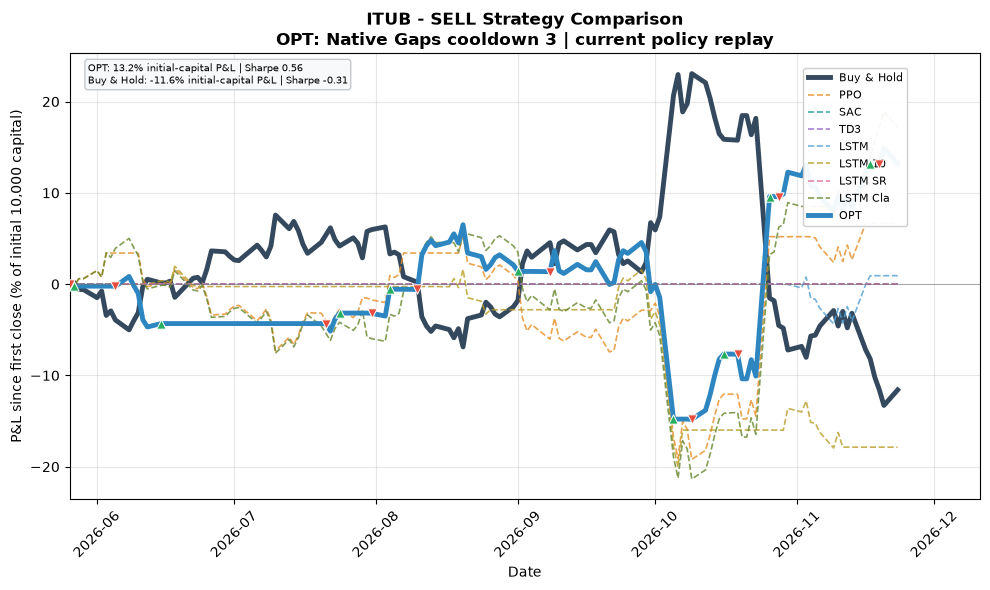 ITUB - SELL Strategy Comparison
OPT: Native Gaps cooldown 3 | current policy replay
OPT: 13.2% initial-capital P&L | Sharpe 0.56
Buy & Hold: -11.6% initial-capital P&L | Sharpe -0.31
Buy & Hold
PPO
SAC
TD3
LSTM
LSTM
LSTM SR
LSTM Cla
OPT
P&L since first close (% of initial 10,000 capital)
20
10
0
−10
−20
2026-06
2026-07
2026-08
2026-09
2026-10
2026-11
2026-12
Date